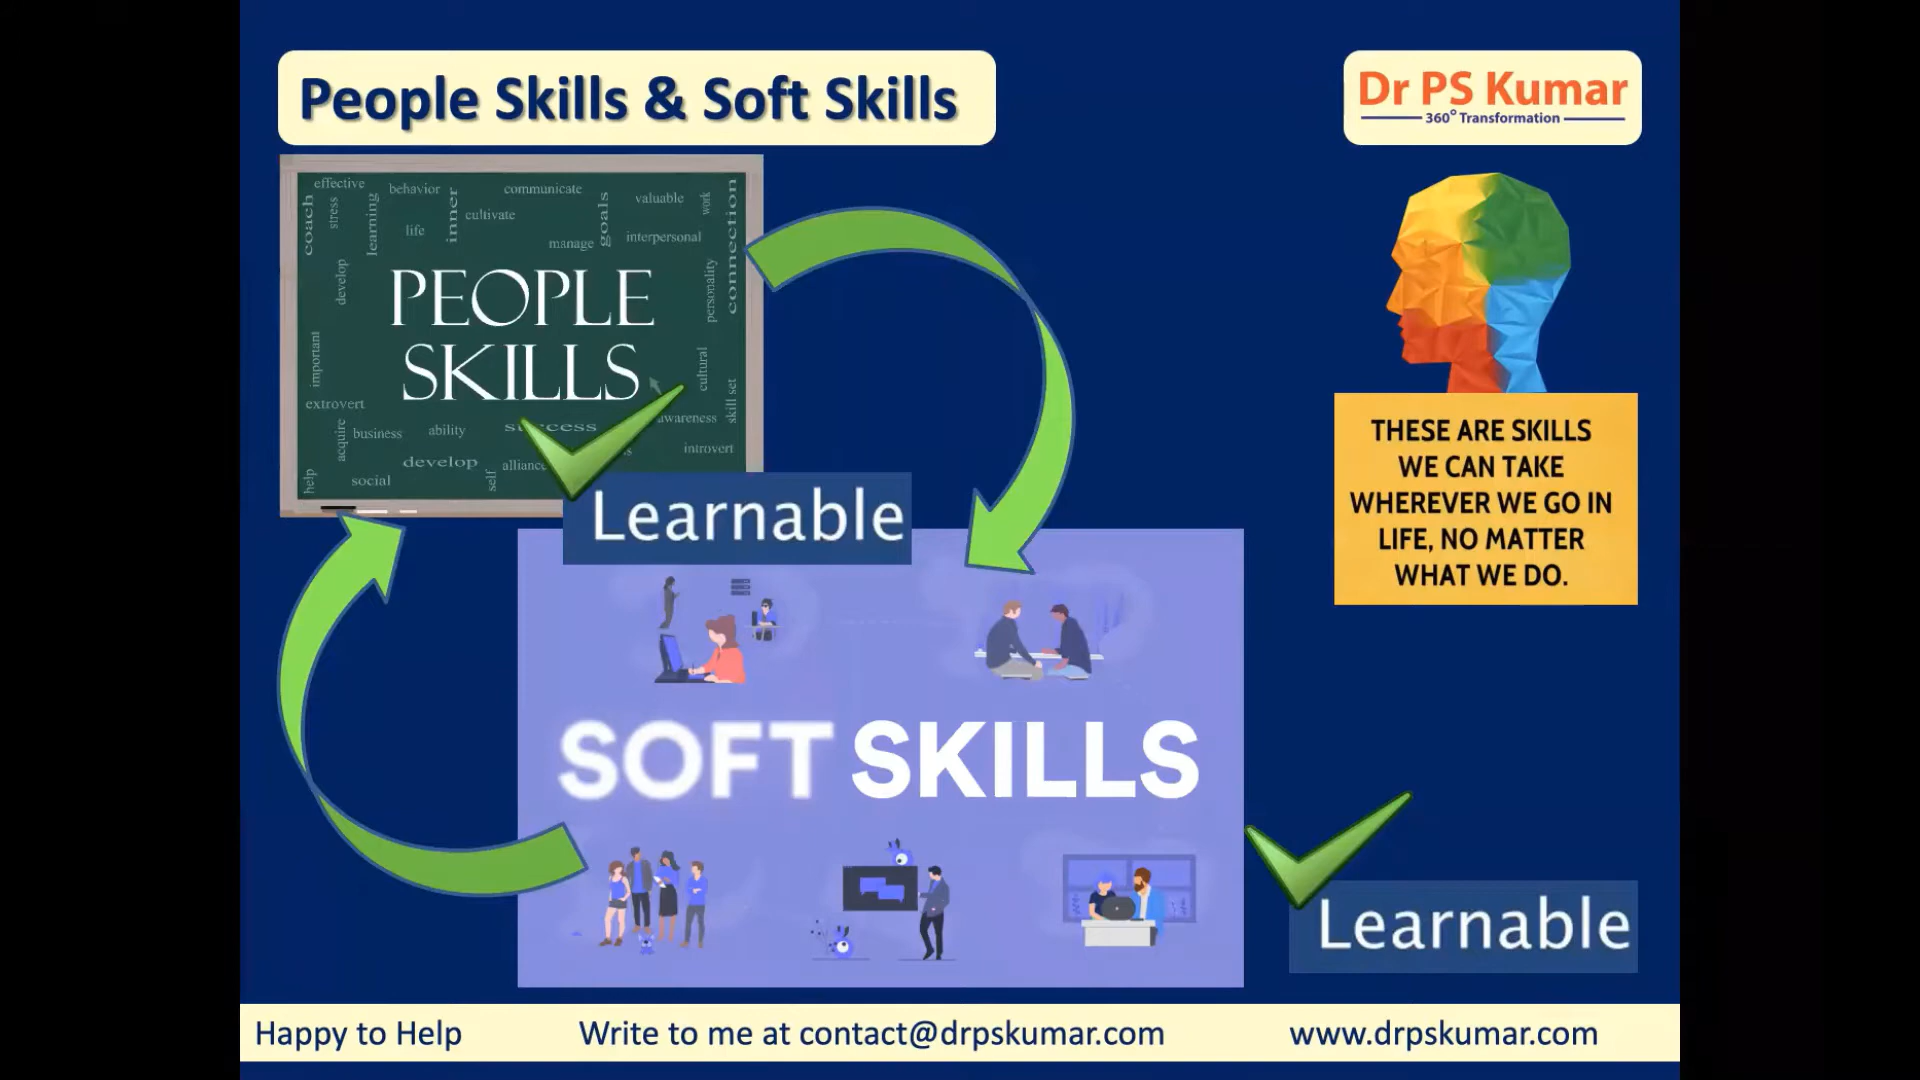 People Skills & Soft Skills
Dr PS Kumar
360° Transformation
effective
behavior
communicate
valuable
work
connection
coach
stress
learning
inner
cultivate
goals
life
manage
interpersonal
develop
personality
PEOPLE
SKILLS
important
cultural
skill set
extrovert
awareness
acquire
business
ability
success
introvert
develop
alliance
help
social
self
Learnable
THESE ARE SKILLS
WE CAN TAKE
WHEREVER WE GO IN
LIFE, NO MATTER
WHAT WE DO.
SOFT SKILLS
Learnable
Happy to Help
Write to me at contact@drpskumar.com
www.drpskumar.com